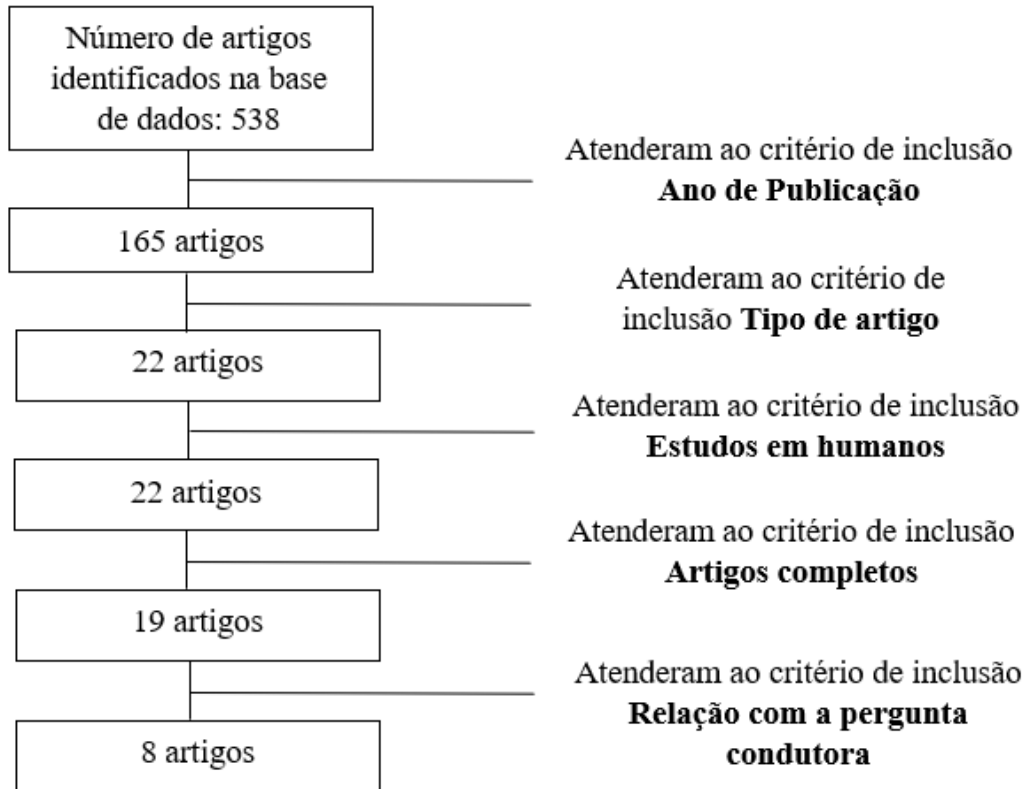 Número de artigos
identificados na base
de dados: 538
Atenderam ao critério de inclusão
Ano de Publicação
165 artigos
Atenderam ao critério de
inclusão Tipo de artigo
22 artigos
Atenderam ao critério de inclusão
Estudos em humanos
22 artigos
Atenderam ao critério de inclusão
Artigos completos
19 artigos
Atenderam ao critério de inclusão
Relação com a pergunta
condutora
8 artigos